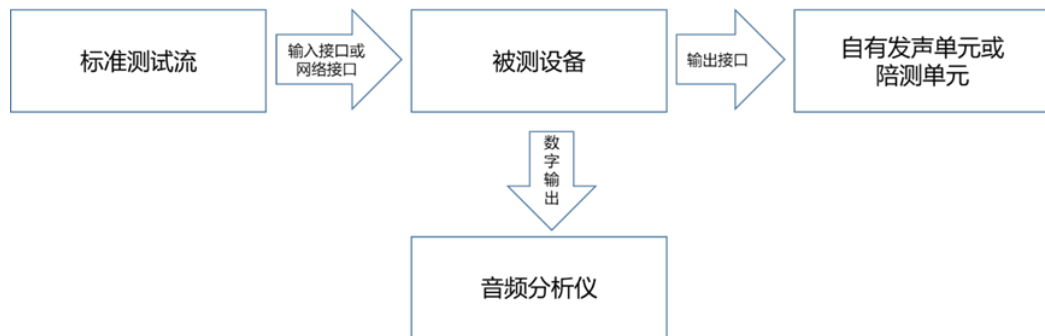 标准测试流
输入接口或
网络接口
被测设备
输出接口
自有发声单元或
陪测单元
数
字
输
出
音频分析仪